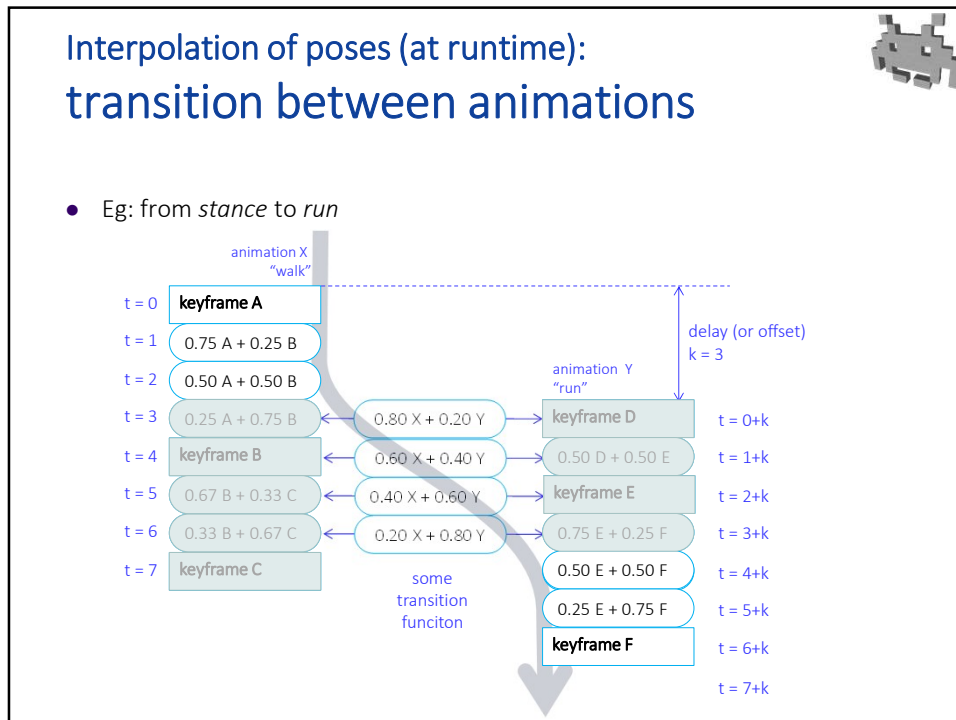 Interpolation of poses (at runtime):
transition between animations
● Eg: from stance to run
animation X
“walk”
t = 0 keyframe A
t = 1 0.75 A + 0.25 B
t = 2 0.50 A + 0.50 B
delay (or offset)
k = 3
animation Y
“run”
t = 3 0.25 A + 0.75 B 0.80 X + 0.20 Y keyframe D t = 0+k
t = 4 keyframe B 0.60 X + 0.40 Y 0.50 D + 0.50 E t = 1+k
t = 5 0.67 B + 0.33 C 0.40 X + 0.60 Y keyframe E t = 2+k
t = 6 0.33 B + 0.67 C 0.20 X + 0.80 Y 0.75 E + 0.25 F t = 3+k
t = 7 keyframe C 0.50 E + 0.50 F t = 4+k
some
transition
funciton
0.25 E + 0.75 F t = 5+k
keyframe F t = 6+k
t = 7+k